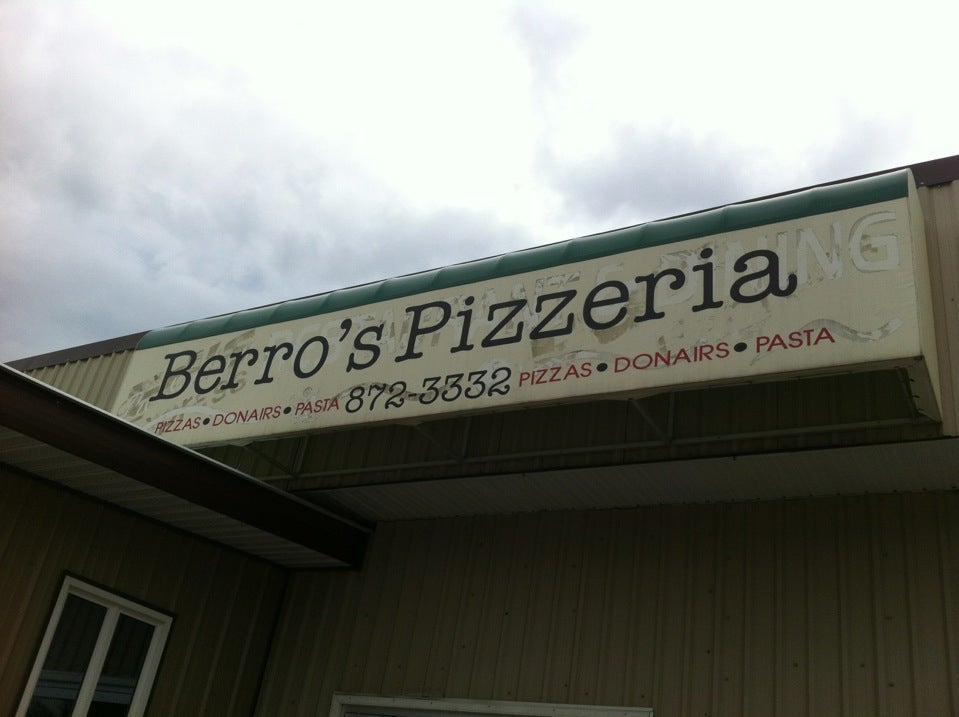 Berro's Pizzeria
PIZZAS • DONAIRS • PASTA 872-3332 PIZZAS • DONAIRS • PASTA